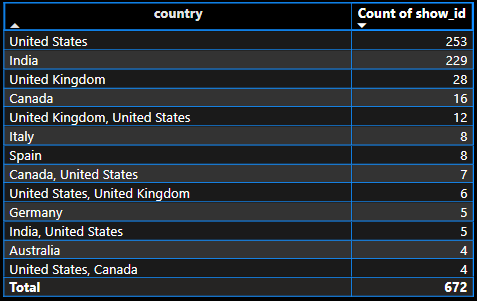 country Count of show_id
United States 253
India 229
United Kingdom 28
Canada 16
United Kingdom, United States 12
Italy 8
Spain 8
Canada, United States 7
United States, United Kingdom 6
Germany 5
India, United States 5
Australia 4
United States, Canada 4
Total 672